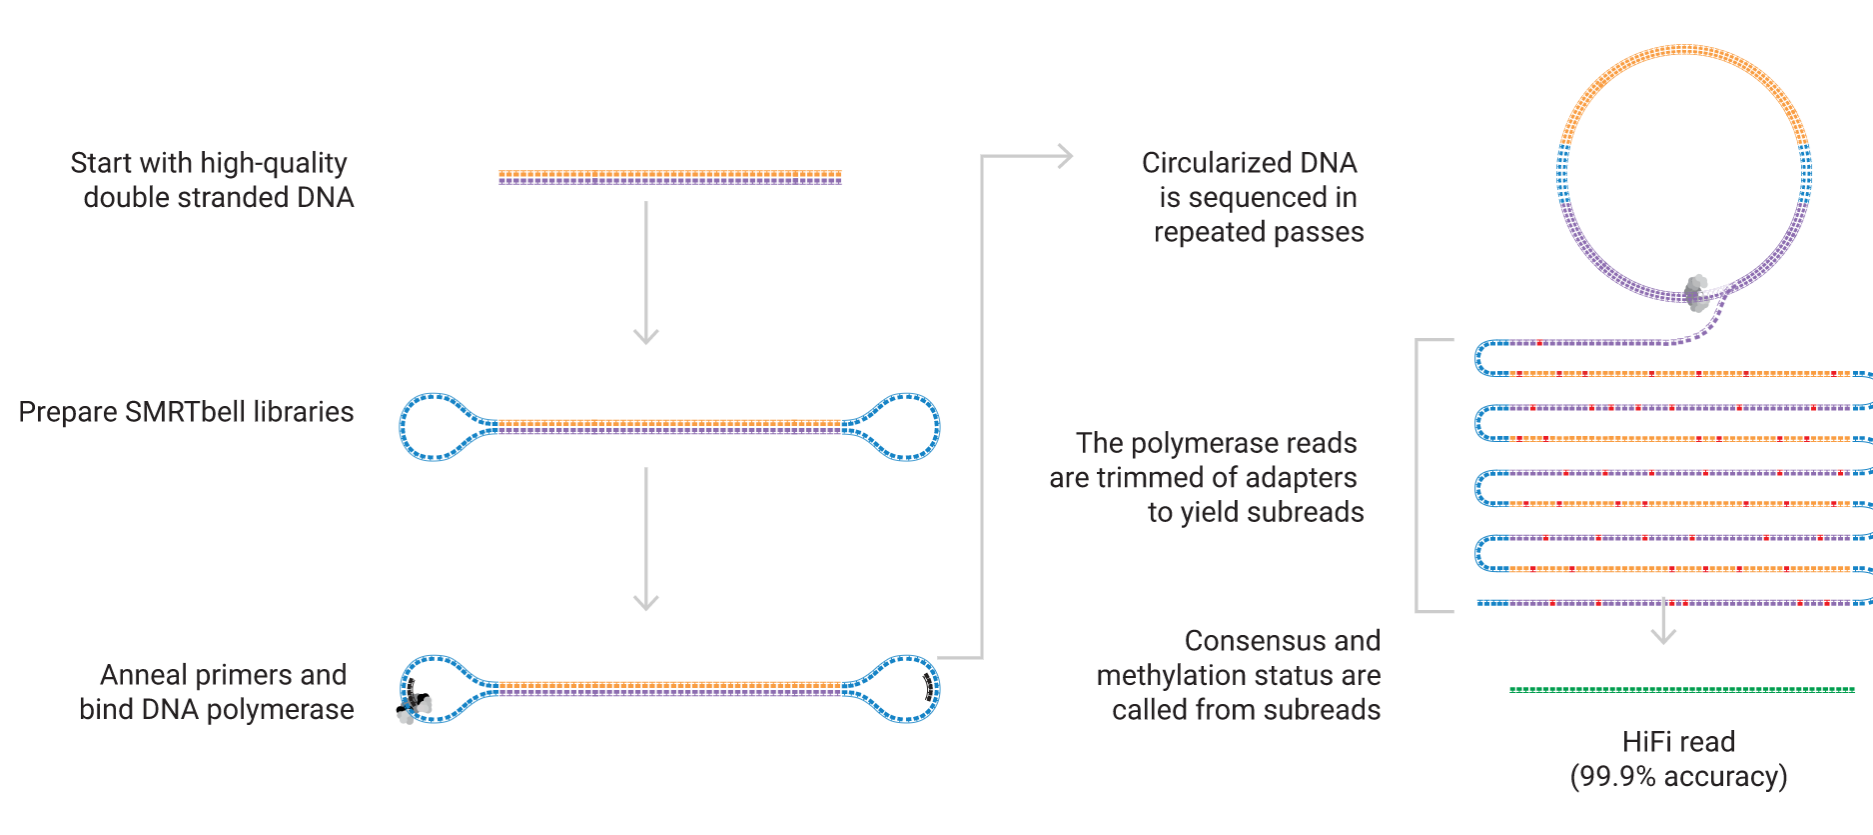 Start with high-quality
double stranded DNA
Prepare SMRTbell libraries
Anneal primers and
bind DNA polymerase
Circularized DNA
is sequenced in
repeated passes
The polymerase reads
are trimmed of adapters
to yield subreads
Consensus and
methylation status are
called from subreads
HiFi read
(99.9% accuracy)